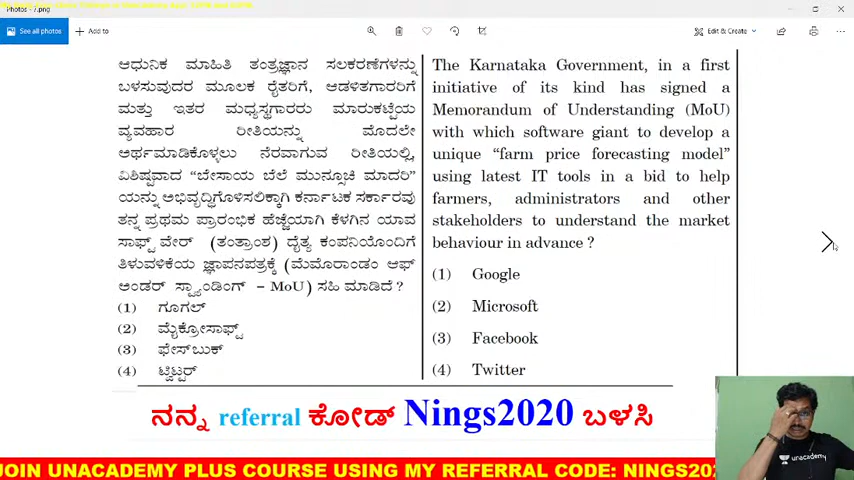 Photos - 7.png
See all photos
Add to
Edit & Create
ಆಧುನಿಕ ಮಾಹಿತಿ ತಂತ್ರಜ್ಞಾನ ಸಲಕರಣೆಗಳನ್ನು
ಬಳಸುವುದರ ಮೂಲಕ ರೈತರಿಗೆ, ಆಡಳಿತಗಾರರಿಗೆ
ಮತ್ತು ಇತರ ಮಧ್ಯಸ್ಥಗಾರರು ಮಾರುಕಟ್ಟೆಯ
ವ್ಯವಹಾರ ರೀತಿಯನ್ನು ಮೊದಲೇ
ಅರ್ಥಮಾಡಿಕೊಳ್ಳಲು ನೆರವಾಗುವ ರೀತಿಯಲ್ಲಿ,
ವಿಶಿಷ್ಟವಾದ "ಬೇಸಾಯ ಬೆಲೆ ಮುನ್ಸೂಚಿ ಮಾದರಿ"
ಯನ್ನು ಅಭಿವೃದ್ಧಿಗೊಳಿಸಲಿಕ್ಕಾಗಿ ಕರ್ನಾಟಕ ಸರ್ಕಾರವು
ತನ್ನ ಪ್ರಥಮ ಪ್ರಾರಂಭಿಕ ಹೆಜ್ಜೆಯಾಗಿ ಕೆಳಗಿನ ಯಾವ
ಸಾಫ್ಟ್ ವೇರ್ (ತಂತ್ರಾಂಶ) ದೈತ್ಯ ಕಂಪನಿಯೊಂದಿಗೆ
ತಿಳುವಳಿಕೆಯ ಜ್ಞಾಪನಪತ್ರಕ್ಕೆ (ಮೆಮೊರಾಂಡಂ ಆಫ್
ಅಂಡರ್ ಸ್ಟ್ಯಾಂಡಿಂಗ್ - MoU) ಸಹಿ ಮಾಡಿದೆ ?
(1) ಗೂಗಲ್
(2) ಮೈಕ್ರೋಸಾಫ್ಟ್
(3) ಫೇಸ್‌ಬುಕ್
(4) ಟ್ವಿಟ್ಟರ್
The Karnataka Government, in a first
initiative of its kind has signed a
Memorandum of Understanding (MoU)
with which software giant to develop a
unique "farm price forecasting model"
using latest IT tools in a bid to help
farmers, administrators and other
stakeholders to understand the market
behaviour in advance ?
(1) Google
(2) Microsoft
(3) Facebook
(4) Twitter
ನನ್ನ referral ಕೋಡ್ Nings2020 ಬಳಸಿ
unacademy
JOIN UNACADEMY PLUS COURSE USING MY REFERRAL CODE: NINGS202